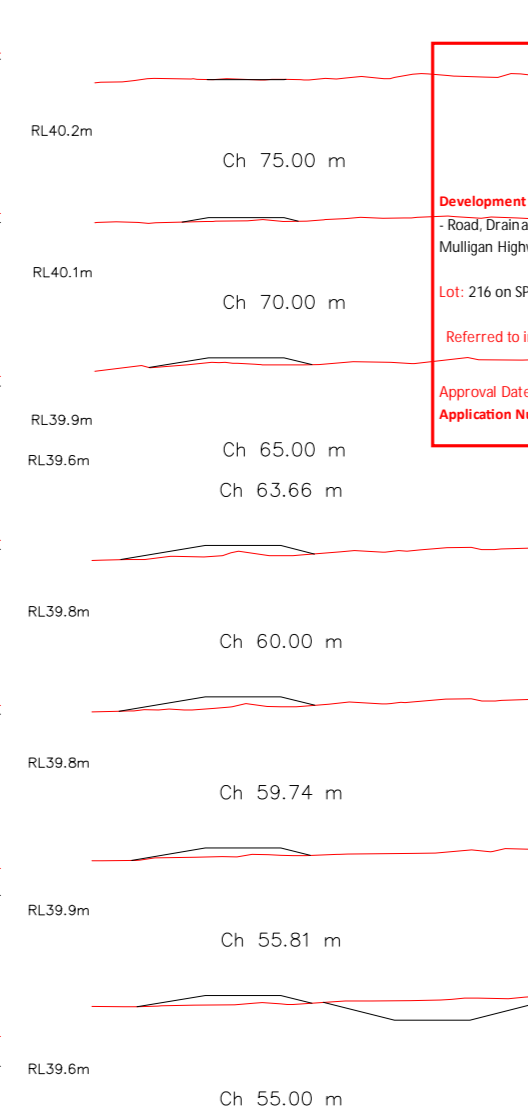 RL40.2m
Ch 75.00 m
Development
- Road, Draina
Mulligan High
Lot: 216 on SP
Referred to i
Approval Date
Application Nu
RL40.1m
Ch 70.00 m
RL39.9m
Ch 65.00 m
RL39.6m
Ch 63.66 m
RL39.8m
Ch 60.00 m
RL39.8m
Ch 59.74 m
RL39.9m
Ch 55.81 m
RL39.6m
Ch 55.00 m